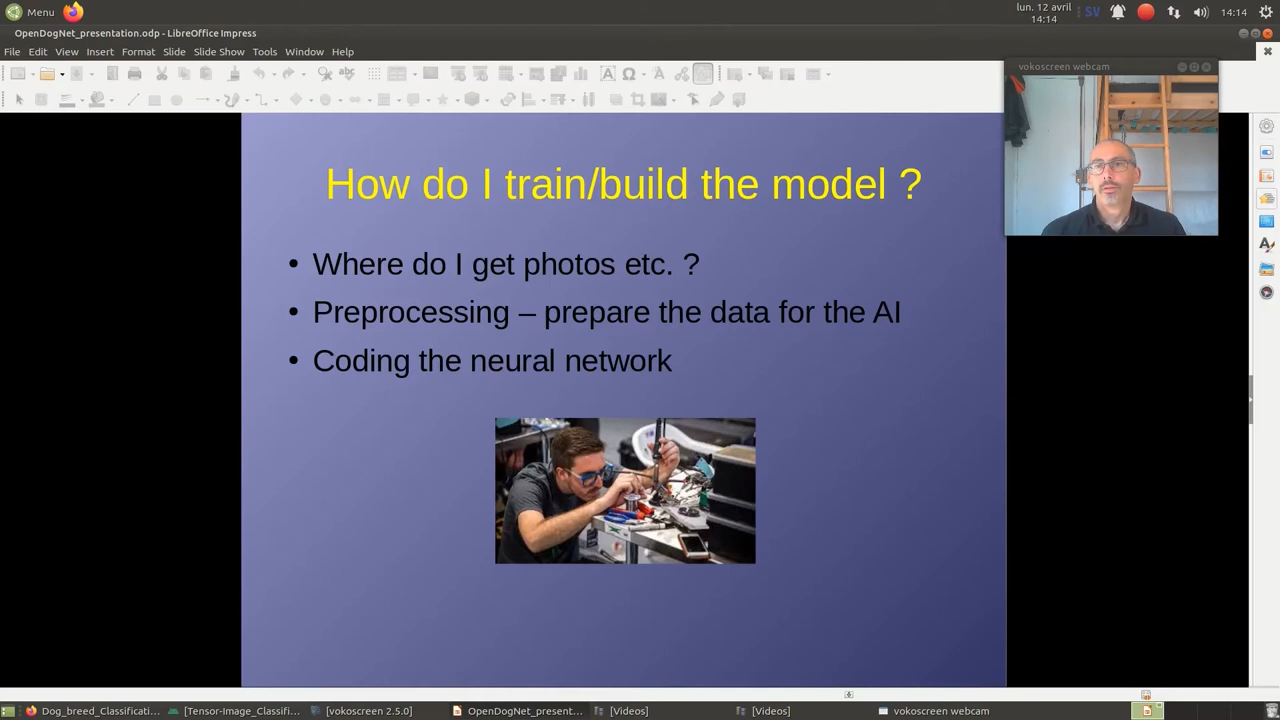 Menu
lun. 12 avril
14:14
SV
14:14
OpenDogNet_presentation.odp - LibreOffice Impress
File Edit View Insert Format Slide Slide Show Tools Window Help
vokoscreen webcam
How do I train/build the model ?
• Where do I get photos etc. ?
• Preprocessing – prepare the data for the AI
• Coding the neural network
Dog_breed_Classificati... [Tensor-Image_Classifi... [vokoscreen 2.5.0] OpenDogNet_present... [Videos] [Videos] vokoscreen webcam